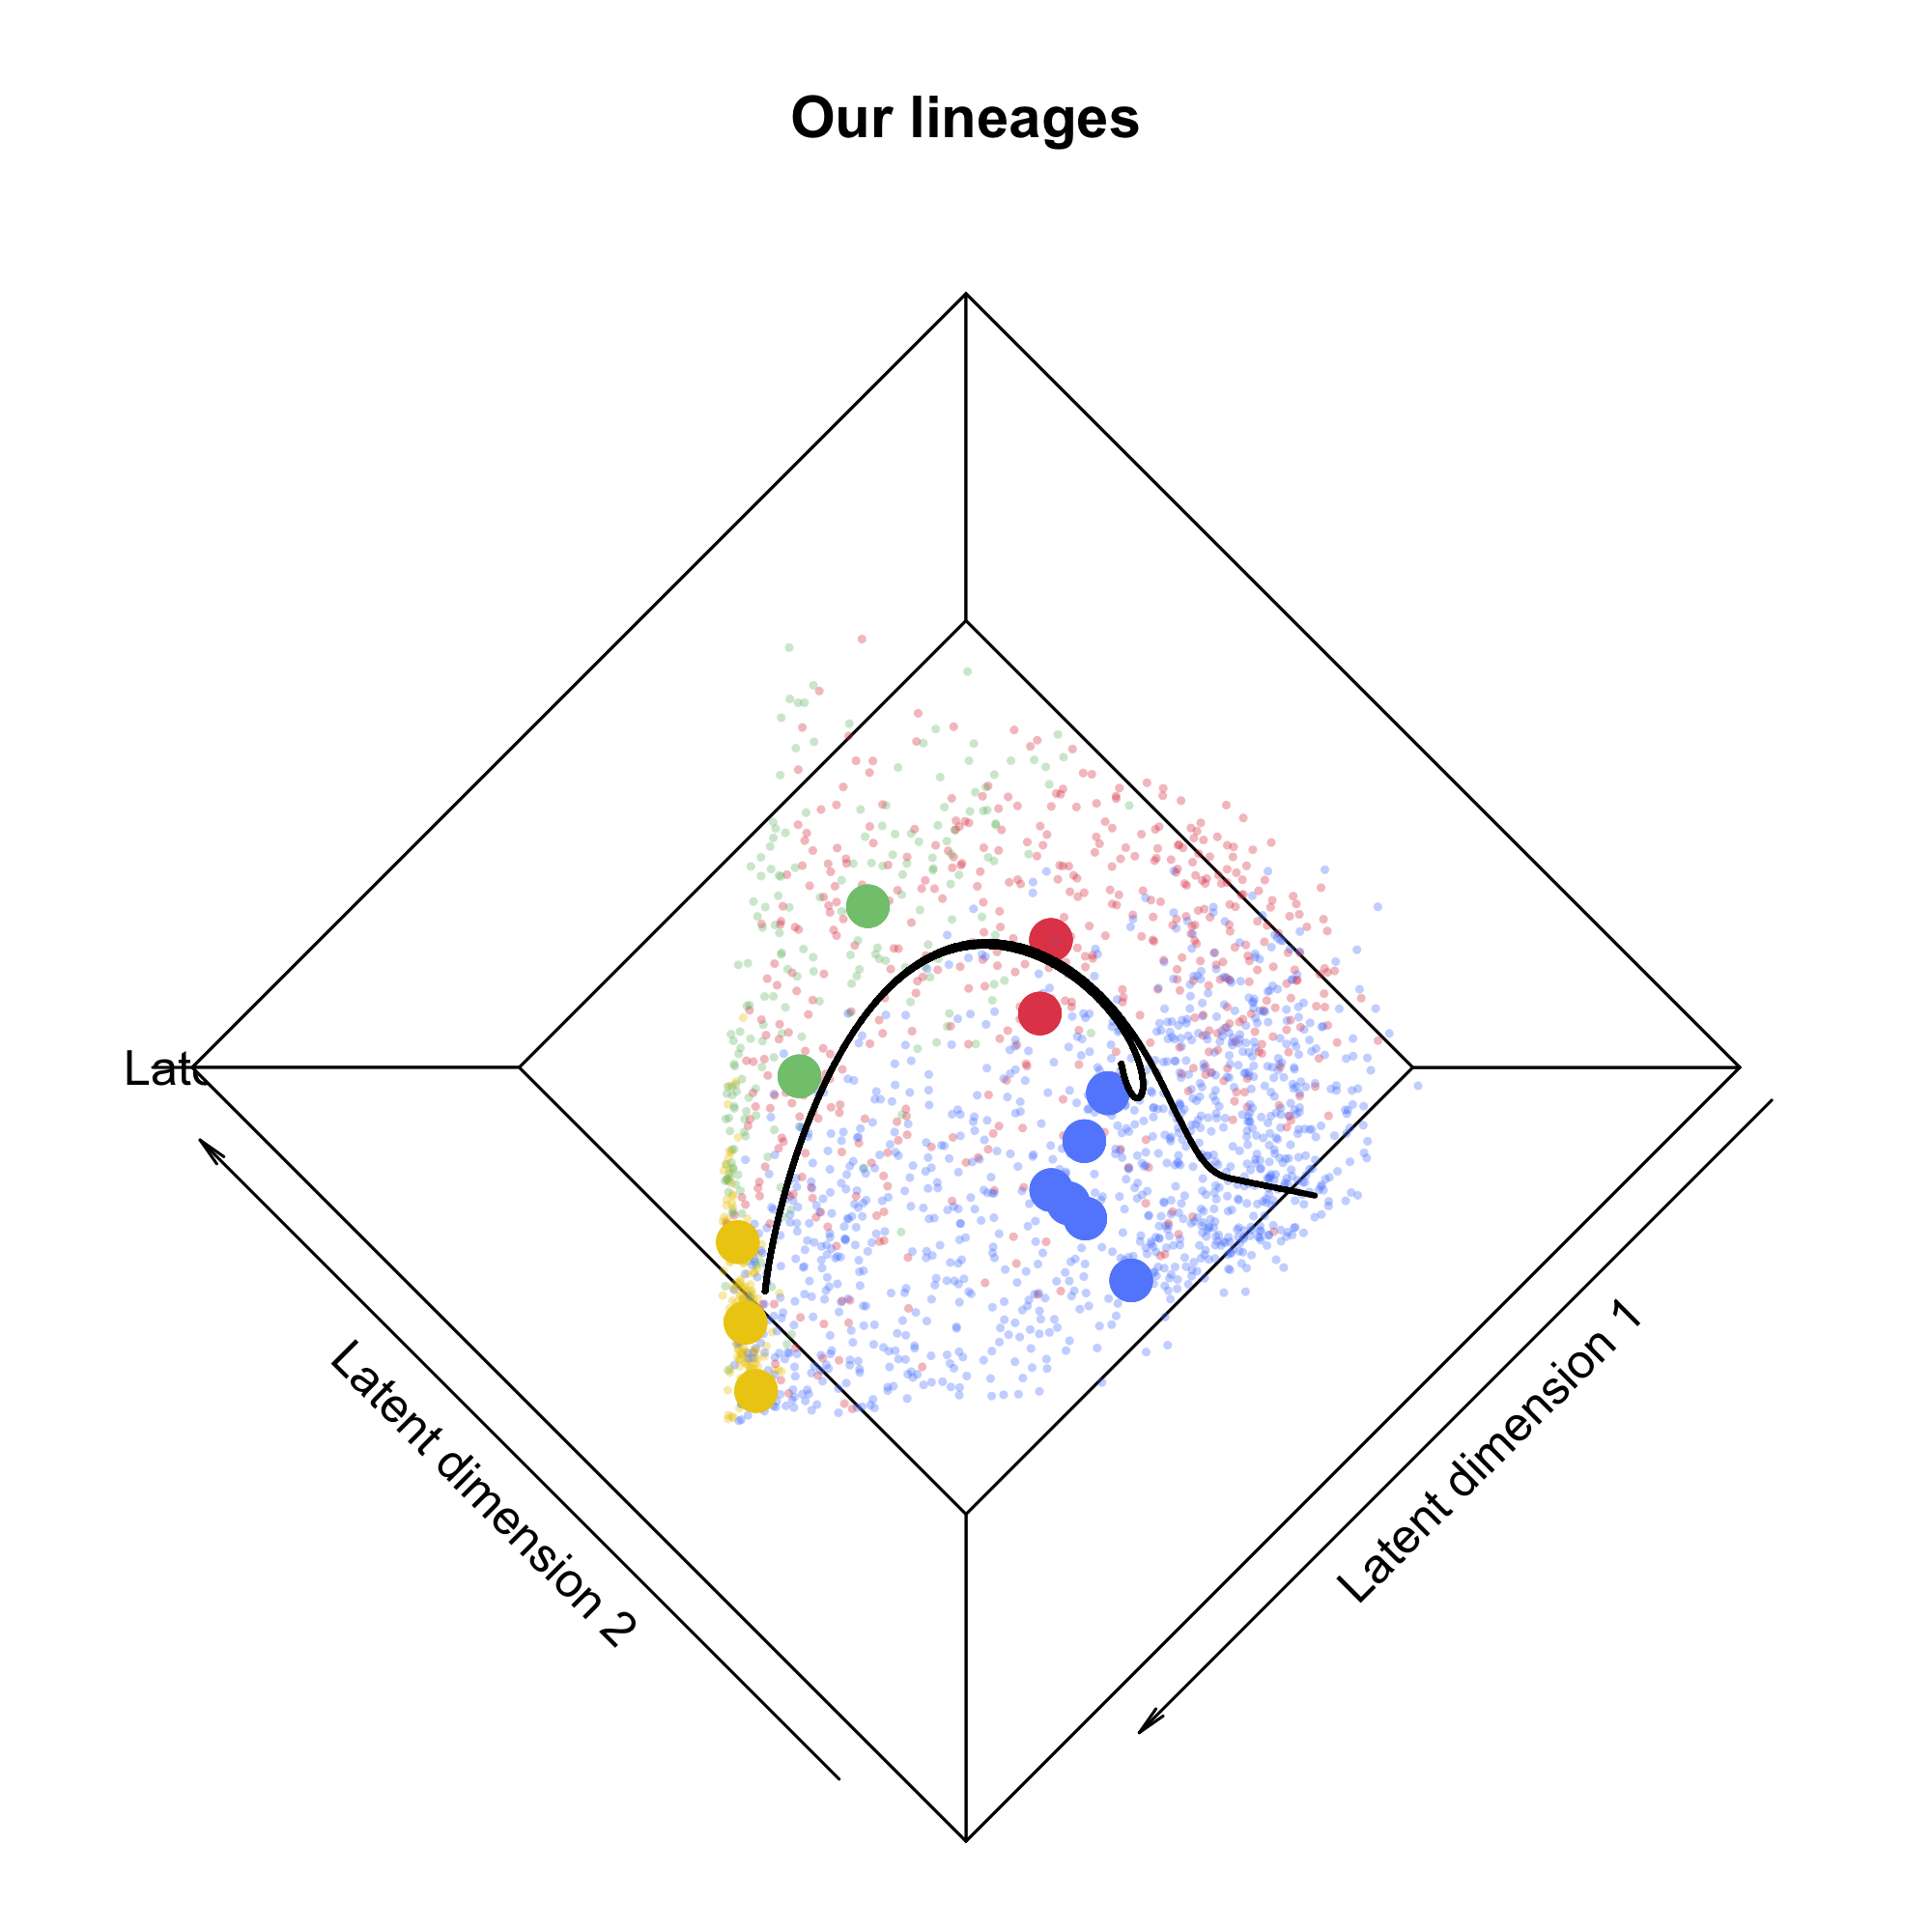 Our lineages
Late
Latent dimension 2
Latent dimension 1